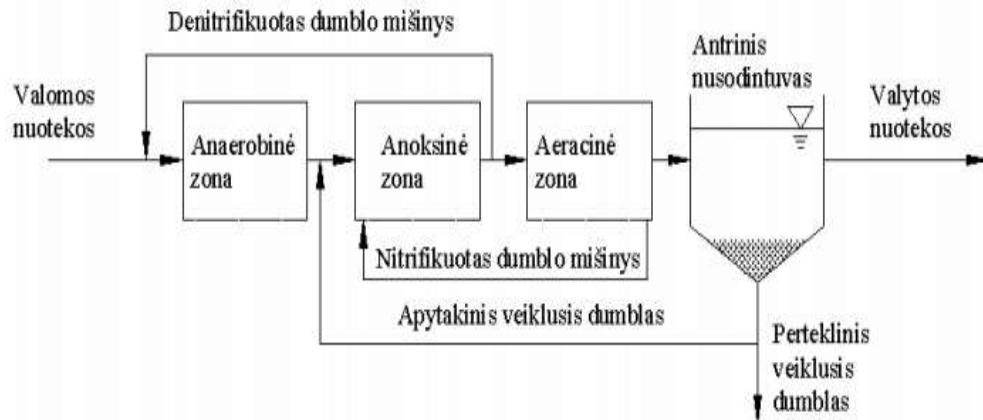 Denitrifikuotas dumblo mišinys
Valomos
nuotekos
Anaerobinė
zona
Anoksinė
zona
Aeracinė
zona
Antrinis
nusodintuvas
Valytos
nuotekos
Nitrifikuotas dumblo mišinys
Apytakinis veiklusis dumblas
Perteklinis
veiklusis
dumblas